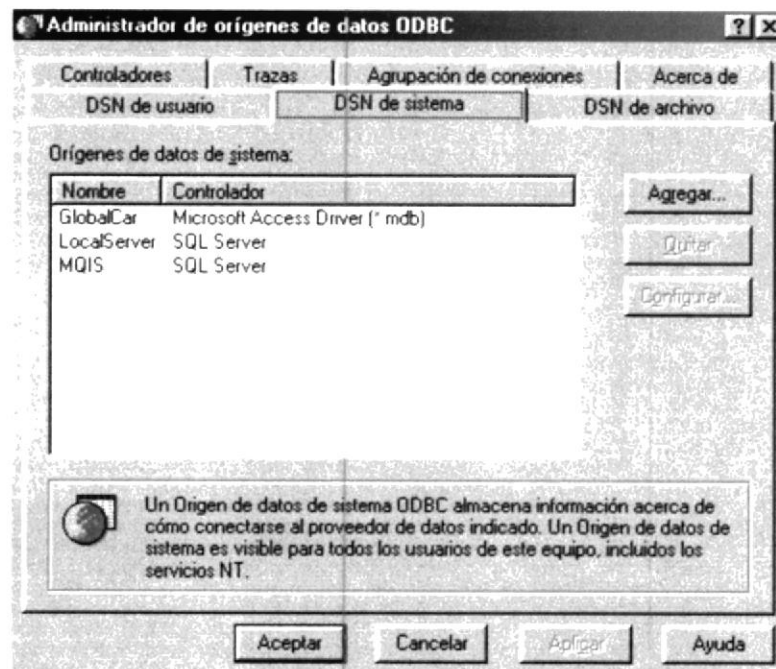 Administrador de orígenes de datos ODBC
Controladores Trazas Agrupación de conexiones Acerca de
DSN de usuario DSN de sistema DSN de archivo
Orígenes de datos de sistema:
Nombre Controlador
GlobalCar Microsoft Access Driver (*.mdb)
LocalServer SQL Server
MQIS SQL Server
Agregar...
Quitar
Configurar...
Un Origen de datos de sistema ODBC almacena información acerca de
cómo conectarse al proveedor de datos indicado. Un Origen de datos de
sistema es visible para todos los usuarios de este equipo, incluidos los
servicios NT.
Aceptar Cancelar Aplicar Ayuda